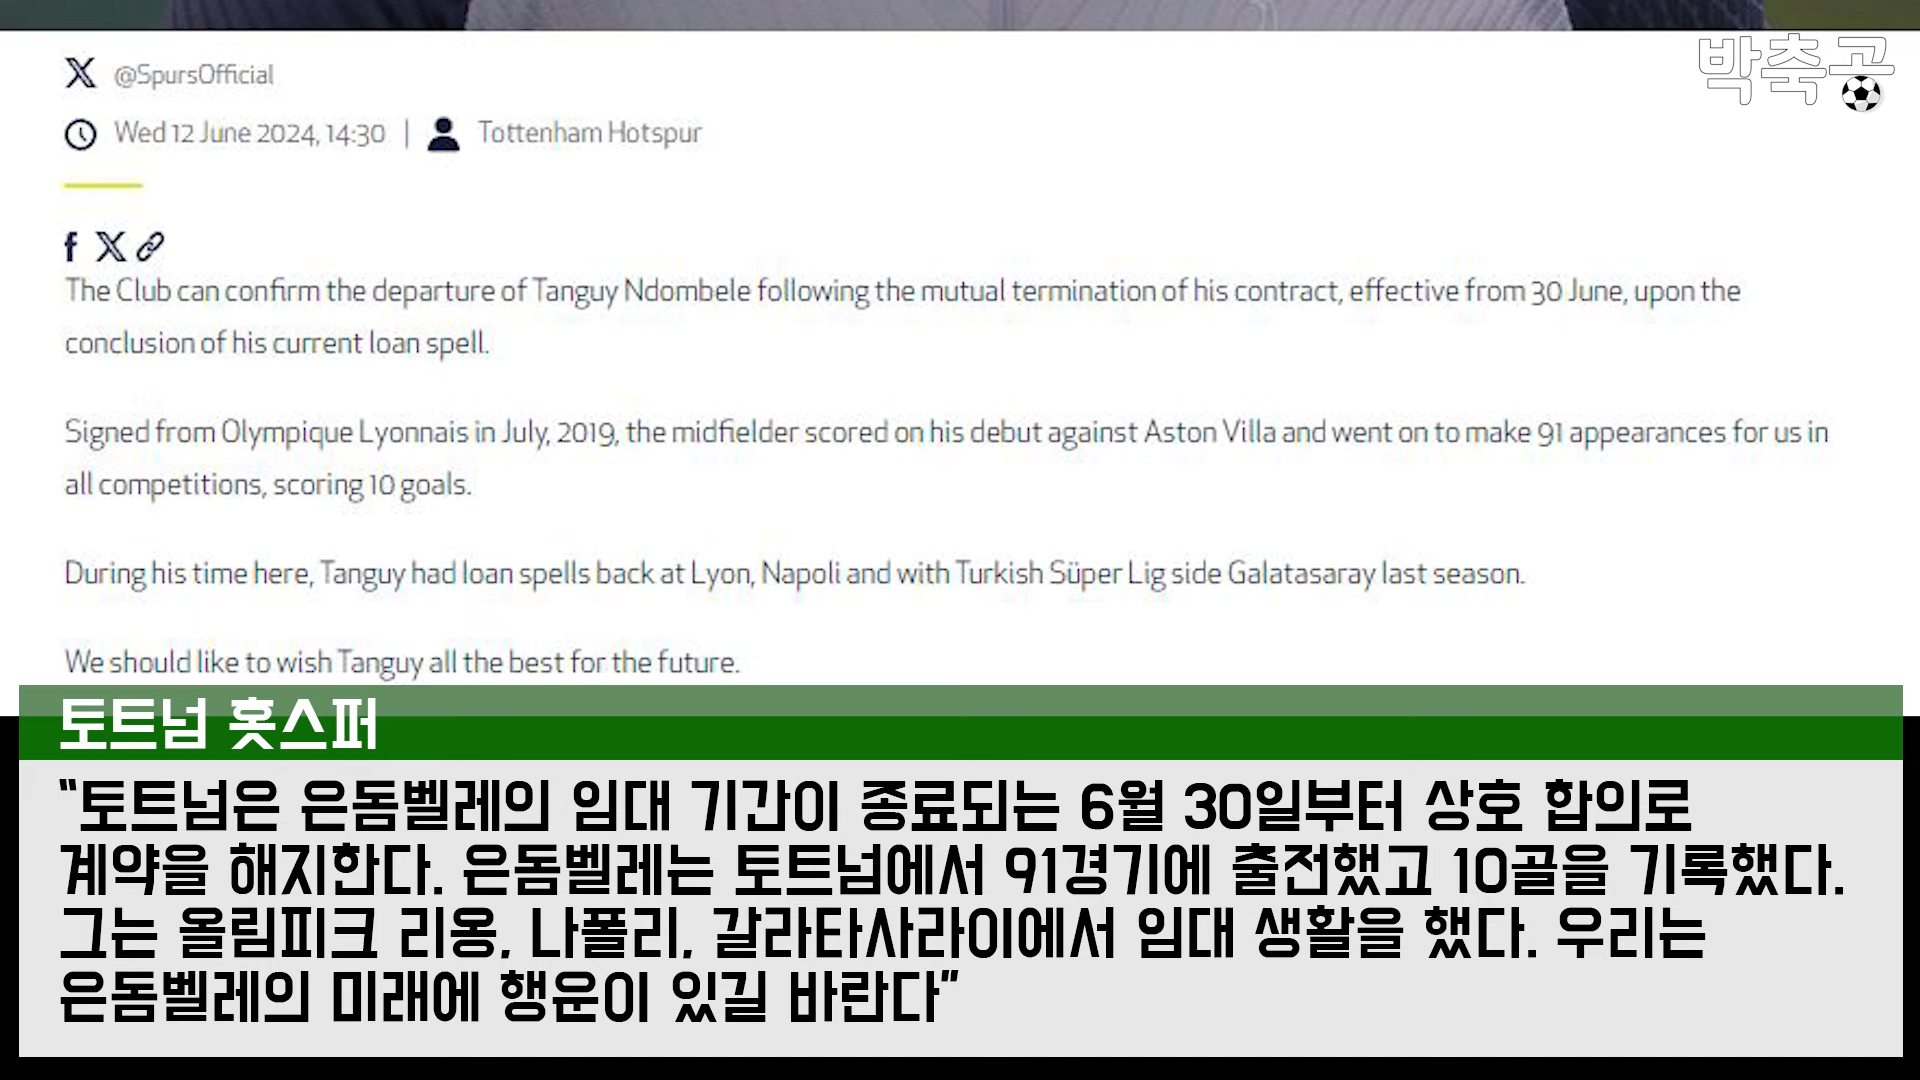 @SpursOfficial
박축공
Wed 12 June 2024, 14:30 | Tottenham Hotspur
The Club can confirm the departure of Tanguy Ndombele following the mutual termination of his contract, effective from 30 June, upon the
conclusion of his current loan spell.
Signed from Olympique Lyonnais in July, 2019, the midfielder scored on his debut against Aston Villa and went on to make 91 appearances for us in
all competitions, scoring 10 goals.
During his time here, Tanguy had loan spells back at Lyon, Napoli and with Turkish Süper Lig side Galatasaray last season.
We should like to wish Tanguy all the best for the future.
토트넘 홋스퍼
“토트넘은 은돔벨레의 임대 기간이 종료되는 6월 30일부터 상호 합의로
계약을 해지한다. 은돔벨레는 토트넘에서 91경기에 출전했고 10골을 기록했다.
그는 올림피크 리옹, 나폴리, 갈라타사라이에서 임대 생활을 했다. 우리는
은돔벨레의 미래에 행운이 있길 바란다”